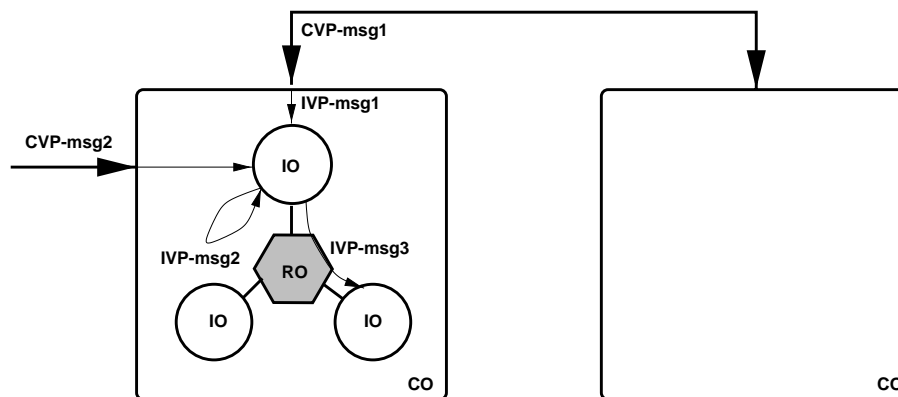 CVP-msg1
IVP-msg1
CVP-msg2
IO
IVP-msg2
IVP-msg3
RO
IO
IO
CO
CO